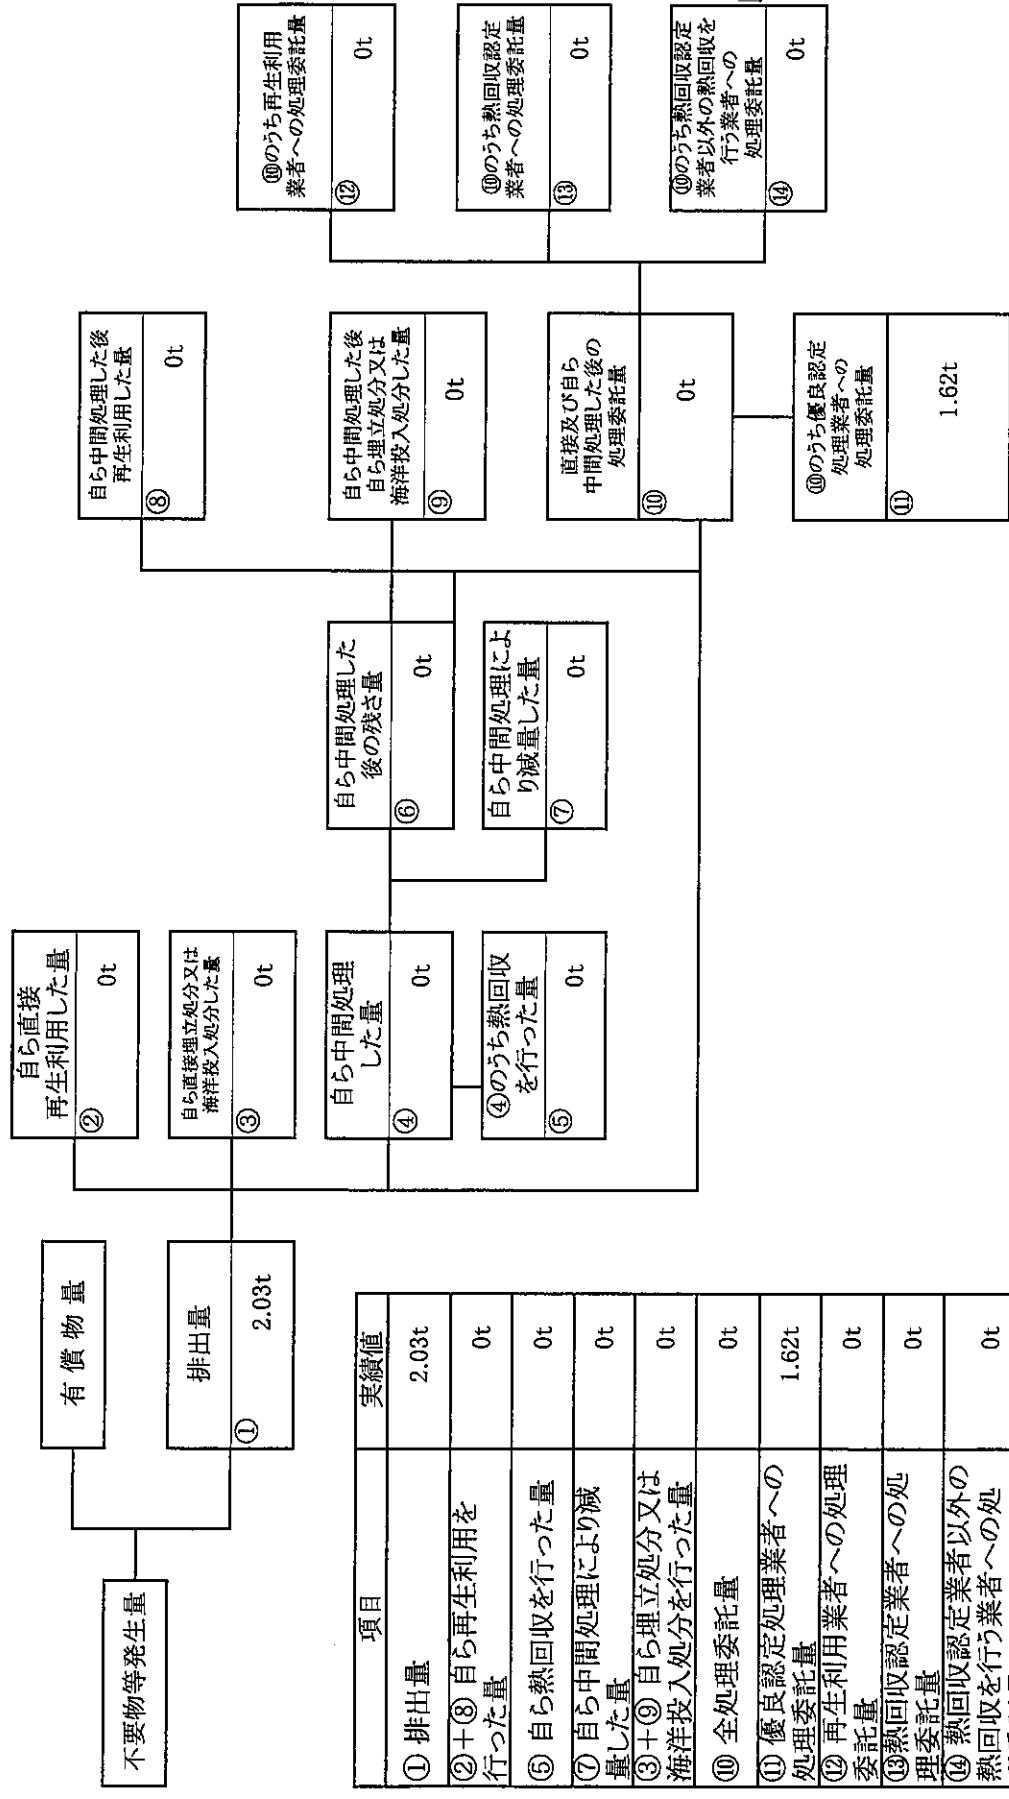 不要物等発生量
有償物量
排出量
① 2.03t
自ら直接
再生利用した量
② 0t
自ら直接埋立処分又は
海洋投入処分した量
③ 0t
自ら中間処理
した量
④ 0t
④のうち熱回収
を行った量
⑤ 0t
自ら中間処理した
後の残さ量
⑥ 0t
自ら中間処理によ
り減量した量
⑦ 0t
自ら中間処理した後
再生利用した量
⑧ 0t
自ら中間処理した後
自ら埋立処分又は
海洋投入処分した量
⑨ 0t
直接及び自ら
中間処理した後の
処理委託量
⑩ 0t
⑩のうち優良認定
処理業者への
処理委託量
⑪ 1.62t
⑩のうち再生利用
業者への処理委託量
⑫ 0t
⑩のうち熱回収認定
業者への処理委託量
⑬ 0t
⑩のうち熱回収認定
業者以外の熱回収を
行う業者への
処理委託量
⑭ 0t
項目 実績値
① 排出量 2.03t
②+⑧ 自ら再生利用を
行った量 0t
⑤ 自ら熱回収を行った量 0t
⑦ 自ら中間処理により減
量した量 0t
③+⑨ 自ら埋立処分又は
海洋投入処分を行った量 0t
⑩ 全処理委託量 0t
⑪ 優良認定処理業者への
処理委託量 1.62t
⑫ 再生利用業者への処理
委託量 0t
⑬熱回収認定業者への処
理委託量 0t
⑭ 熱回収認定業者以外の
熱回収を行う業者への処 0t